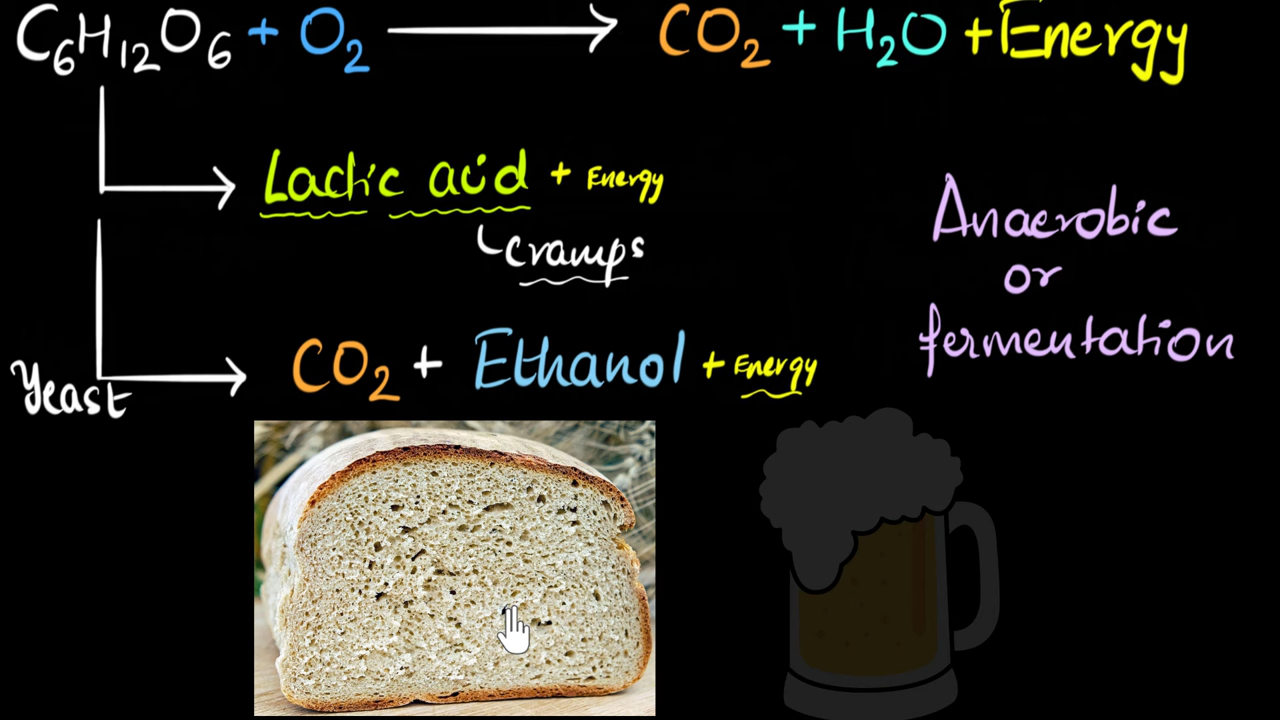 C₆H₁₂O₆ + O₂ → CO₂ + H₂O + Energy
Lactic acid + Energy
Cramps
Anaerobic
or
fermentation
Yeast → CO₂ + Ethanol + Energy